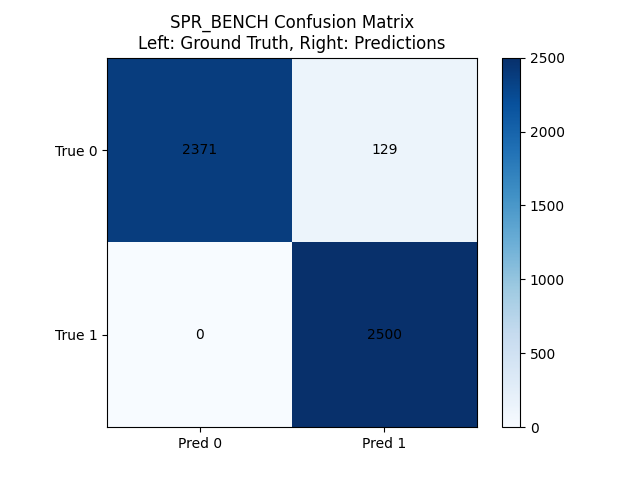 SPR_BENCH Confusion Matrix
Left: Ground Truth, Right: Predictions
True 0
2371
129
True 1
0
2500
Pred 0
Pred 1
2500
2000
1500
1000
500
0